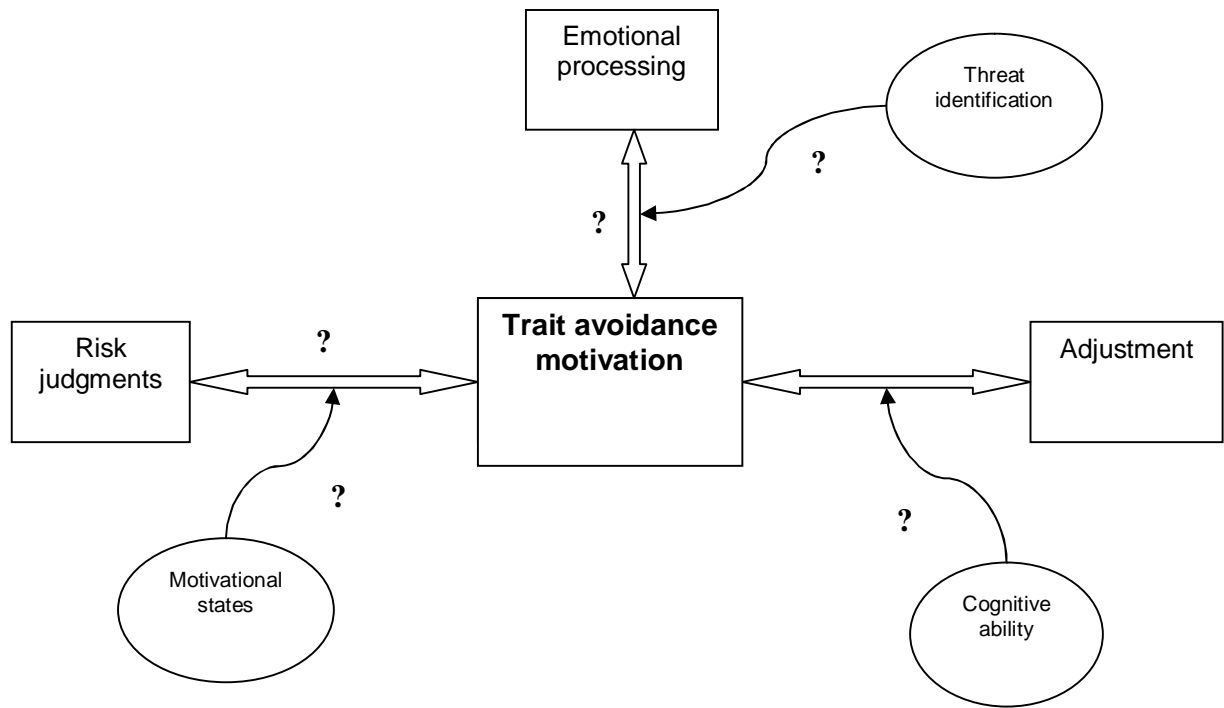 Emotional
processing
Threat
identification
?
?
Trait avoidance
motivation
?
Risk
judgments
Adjustment
?
?
Motivational
states
Cognitive
ability